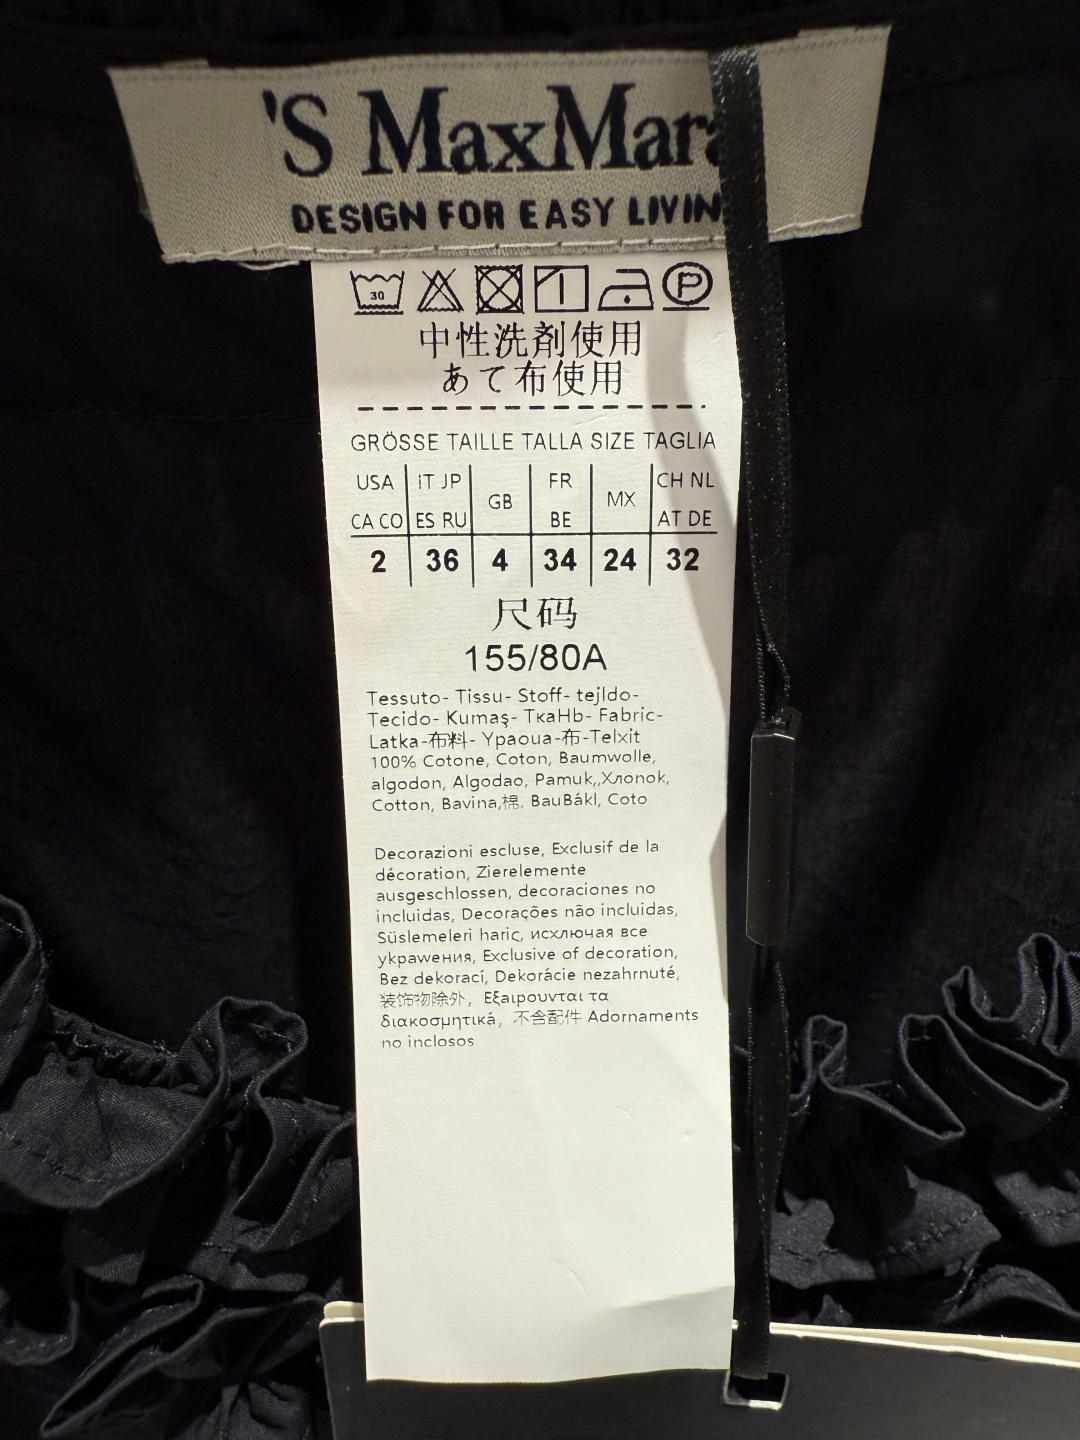 'S MaxMara
DESIGN FOR EASY LIVIN
30 P
中性洗剤使用
あて布使用
GRÖSSE TAILLE TALLA SIZE TAGLIA
USA IT JP GB FR MX CH NL
CA CO ES RU BE AT DE
2 36 4 34 24 32
尺码
155/80A
Tessuto- Tissu- Stoff- tejldo-
Tecido- Kumaş- TкаНb- Fabric-
Latka-布料- Ypaoua-布-Telxit
100% Cotone, Coton, Baumwolle,
algodon, Algodao, Pamuk,,Хлопок,
Cotton, Bavina,棉. BauBákl, Coto
Decorazioni escluse, Exclusif de la
décoration, Zierelemente
ausgeschlossen, decoraciones no
incluidas, Decorações não incluidas,
Süslemeleri haric, исключая все
украшения, Exclusive of decoration,
Bez dekorací, Dekorácie nezahrnuté,
装饰物除外, Εξαιρουνται τα
διακοσμητικά, 不含配件 Adornaments
no inclosos